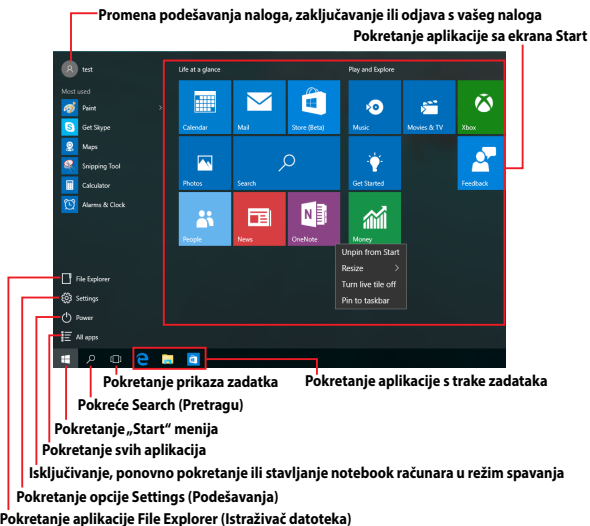 Promena podešavanja naloga, zaključavanje ili odjava s vašeg naloga
Pokretanje aplikacije sa ekrana Start
test
Most used
Paint
Get Skype
Maps
Snipping Tool
Calculator
Alarms & Clock
File Explorer
Settings
Power
All apps
Life at a glance
Calendar
Mail
Store (Beta)
Photos
Search
People
News
OneNote
Play and Explore
Music
Movies & TV
Xbox
Get Started
Feedback
Money
Unpin from Start
Resize
Turn live tile off
Pin to taskbar
Pokretanje prikaza zadatka
Pokretanje aplikacije s trake zadataka
Pokreće Search (Pretragu)
Pokretanje „Start“ menija
Pokretanje svih aplikacija
Isključivanje, ponovno pokretanje ili stavljanje notebook računara u režim spavanja
Pokretanje opcije Settings (Podešavanja)
Pokretanje aplikacije File Explorer (Istraživač datoteka)